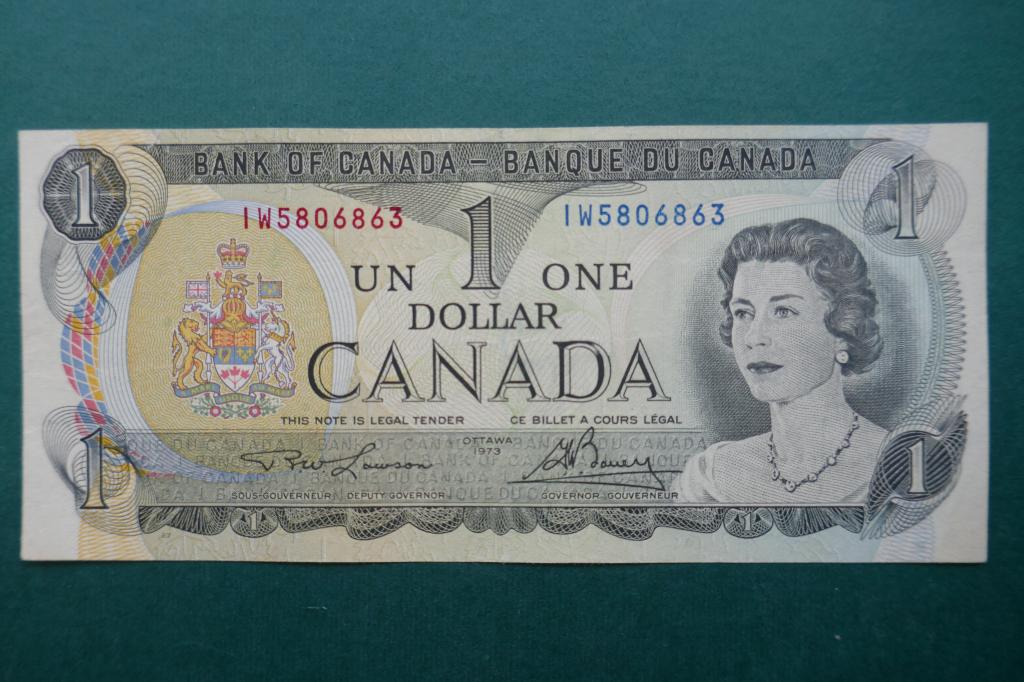 BANK OF CANADA – BANQUE DU CANADA
1
1
1
IW5806863
IW5806863
UN
ONE
DOLLAR
CANADA
THIS NOTE IS LEGAL TENDER
CE BILLET A COURS LÉGAL
OTTAWA
1973
1
1
SOUS-GOUVERNEUR DEPUTY GOVERNOR
GOVERNOR GOUVERNEUR
1
1